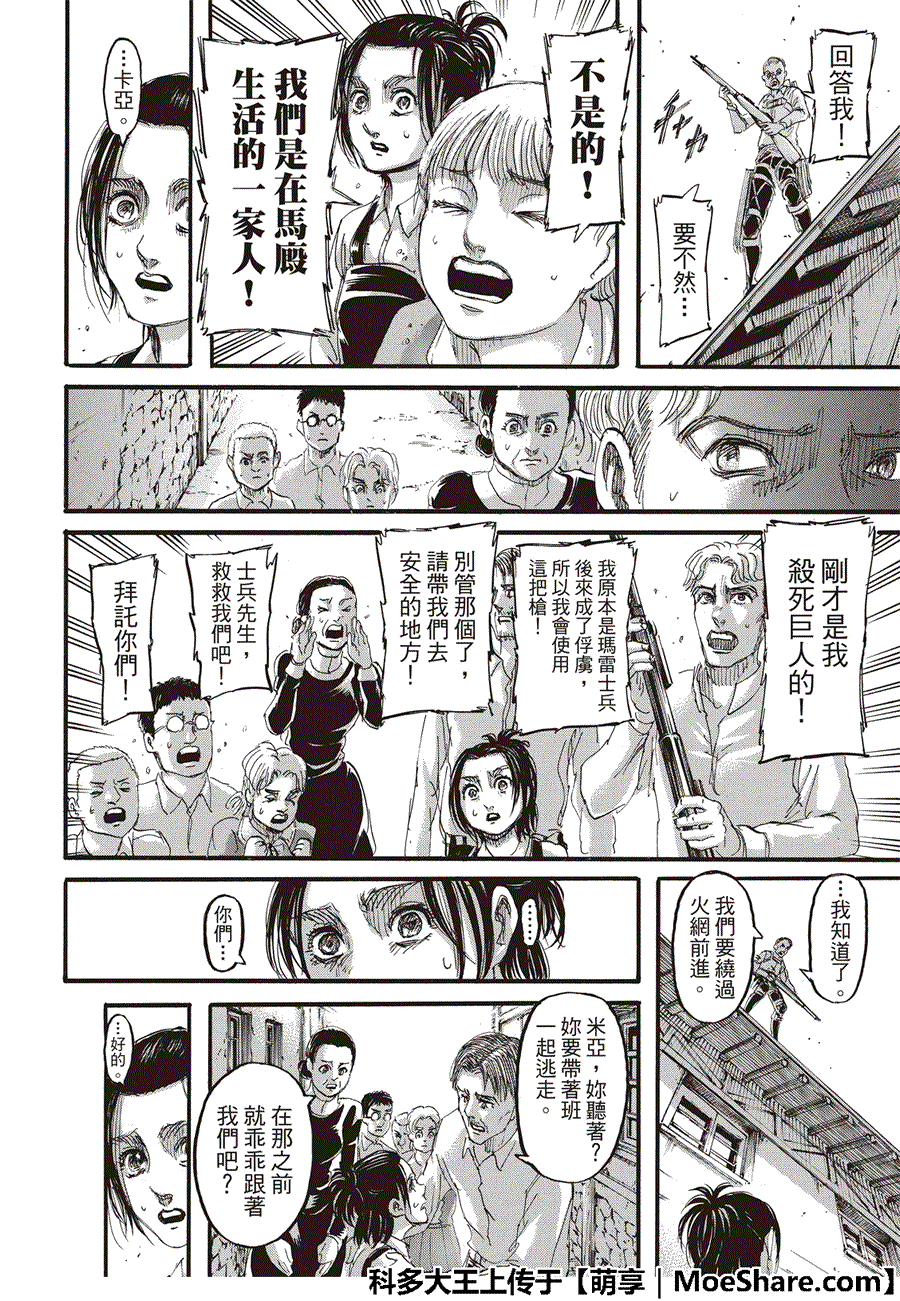 回答我！
要不然…
不是的！
我們是在馬廄
生活的一家人！
…卡亞。
剛才是我
殺死巨人的！
我原本是瑪雷士兵
後來成了俘虜，
所以我會使用
這把槍！
別管那個了，
請帶我們去
安全的地方！
士兵先生，
救救我們吧！
拜託你們！
…我知道了。
我們要繞過
火網前進。
……
你們…
米亞，妳聽著？
妳要帶著班
一起逃走。
在那之前
就乖乖跟著
我們吧？
…好的。
科多大王上传于【萌享｜MoeShare.com】